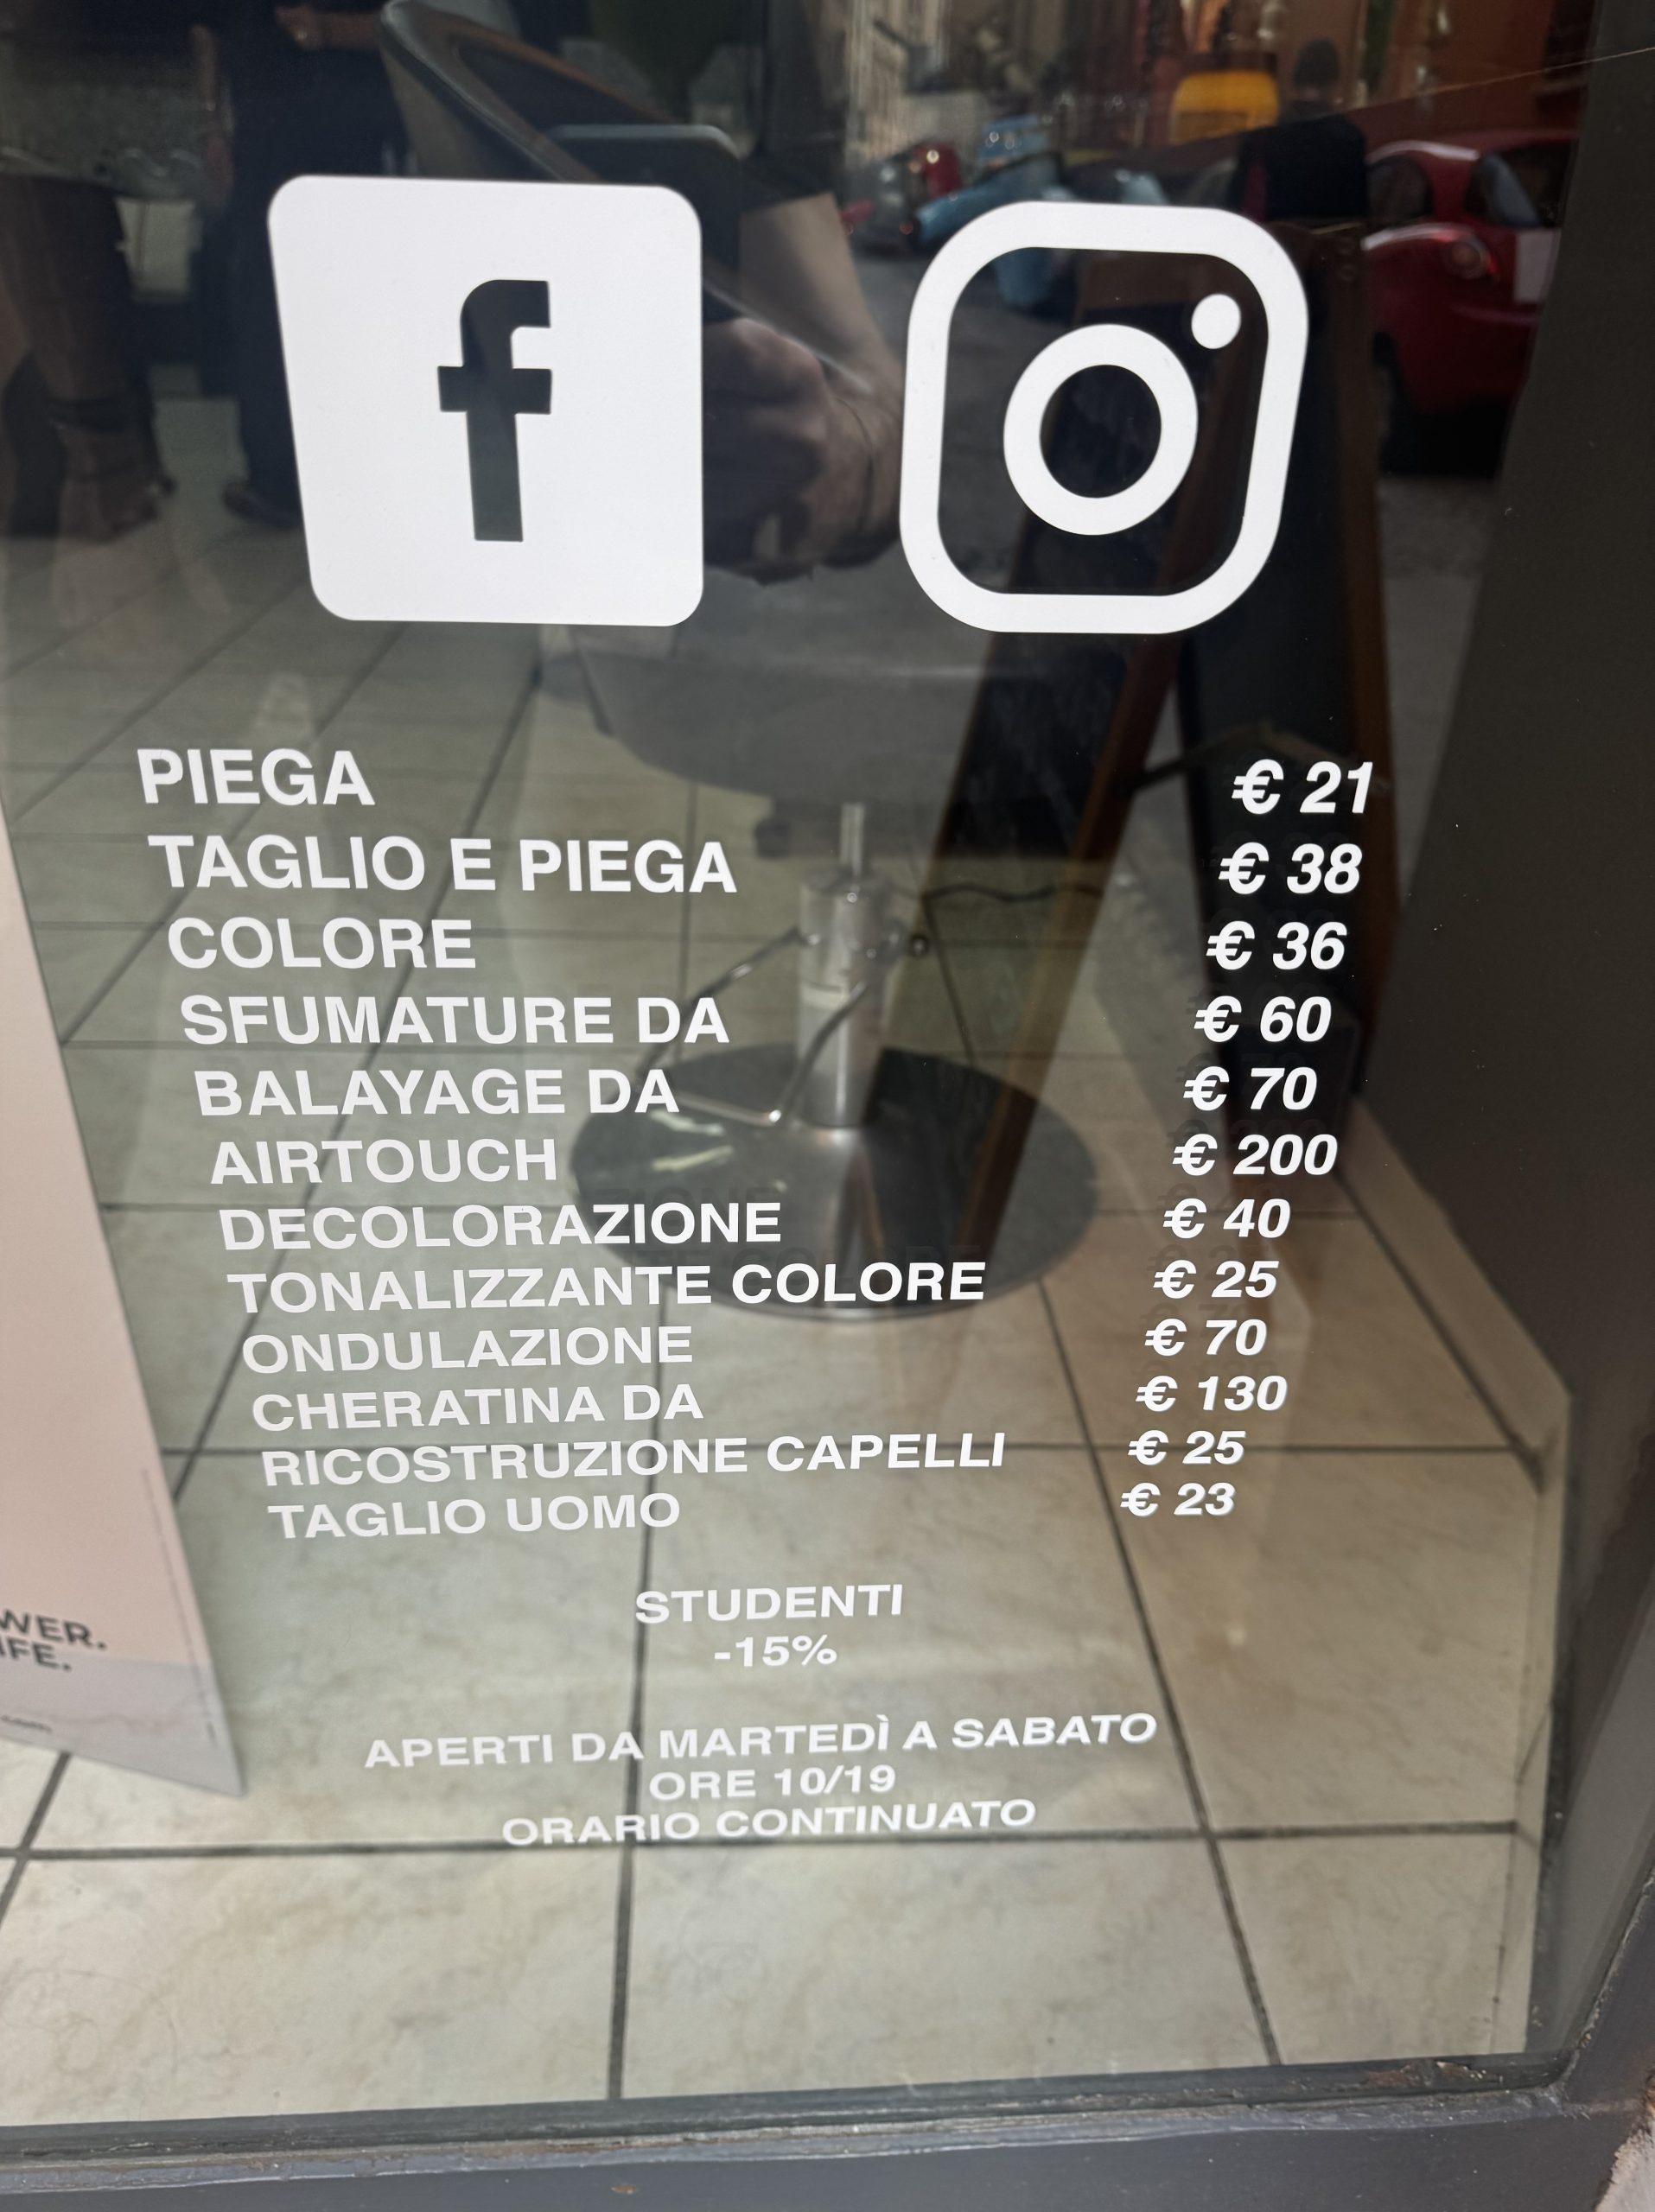 f
PIEGA € 21
TAGLIO E PIEGA € 38
COLORE € 36
SFUMATURE DA € 60
BALAYAGE DA € 70
AIRTOUCH € 200
DECOLORAZIONE € 40
TONALIZZANTE COLORE € 25
ONDULAZIONE € 70
CHERATINA DA € 130
RICOSTRUZIONE CAPELLI € 25
TAGLIO UOMO € 23
STUDENTI
-15%
APERTI DA MARTEDÌ A SABATO
ORE 10/19
ORARIO CONTINUATO
WER.
IFE.